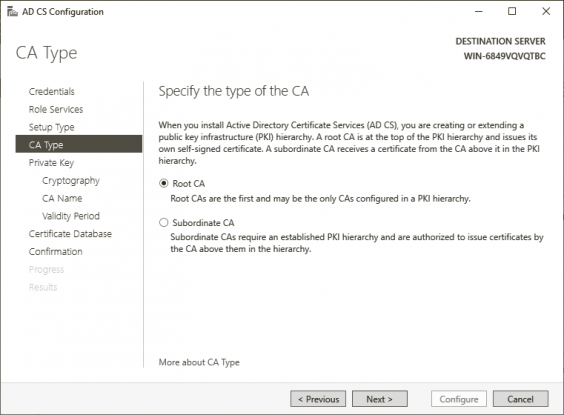 AD CS Configuration
CA Type
DESTINATION SERVER
WIN-6849VQVQTBC
Credentials
Role Services
Setup Type
CA Type
Private Key
Cryptography
CA Name
Validity Period
Certificate Database
Confirmation
Progress
Results
Specify the type of the CA
When you install Active Directory Certificate Services (AD CS), you are creating or extending a
public key infrastructure (PKI) hierarchy. A root CA is at the top of the PKI hierarchy and issues its
own self-signed certificate. A subordinate CA receives a certificate from the CA above it in the PKI
hierarchy.
Root CA
Root CAs are the first and may be the only CAs configured in a PKI hierarchy.
Subordinate CA
Subordinate CAs require an established PKI hierarchy and are authorized to issue certificates by
the CA above them in the hierarchy.
More about CA Type
< Previous
Next >
Configure
Cancel